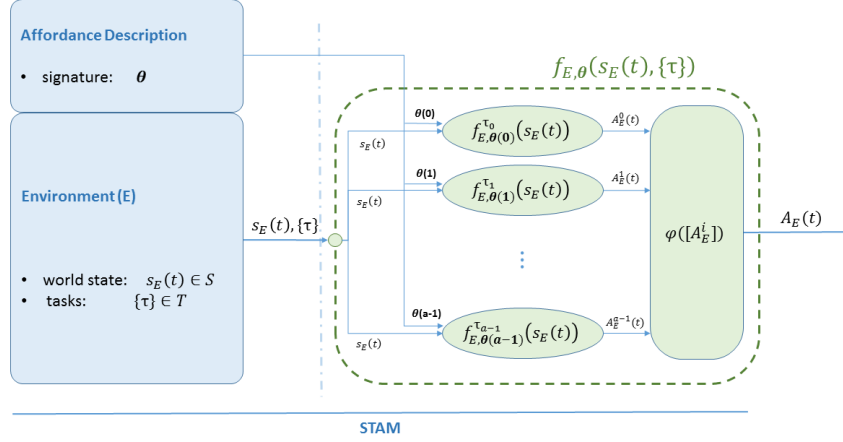 Affordance Description
• signature: θ
Environment (E)
• world state: s_E(t) ∈ S
• tasks: {τ} ∈ T
s_E(t), {τ}
f_{E,θ}(s_E(t), {τ})
θ(0)
s_E(t)
f^{τ_0}_{E,θ(0)}(s_E(t))
A^0_E(t)
θ(1)
s_E(t)
f^{τ_1}_{E,θ(1)}(s_E(t))
A^1_E(t)
⋮
θ(a-1)
s_E(t)
f^{τ_{a−1}}_{E,θ(a−1)}(s_E(t))
A^{a−1}_E(t)
φ([A^i_E])
A_E(t)
STAM